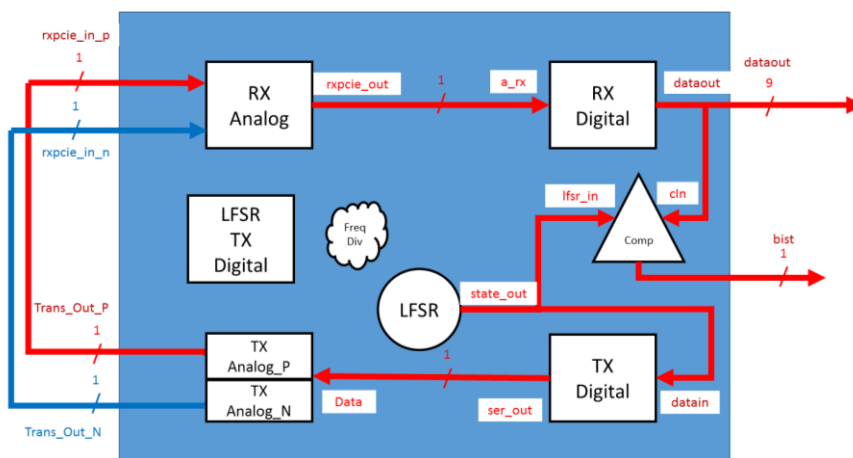 rxpcie_in_p
1
1
rxpcie_in_n
RX
Analog
rxpcie_out
1
a_rx
RX
Digital
dataout
dataout
9
LFSR
TX
Digital
Freq
Div
lfsr_in
cIn
Comp
bist
1
LFSR
state_out
Trans_Out_P
1
TX
Analog_P
TX
Analog_N
1
Trans_Out_N
Data
1
ser_out
TX
Digital
datain